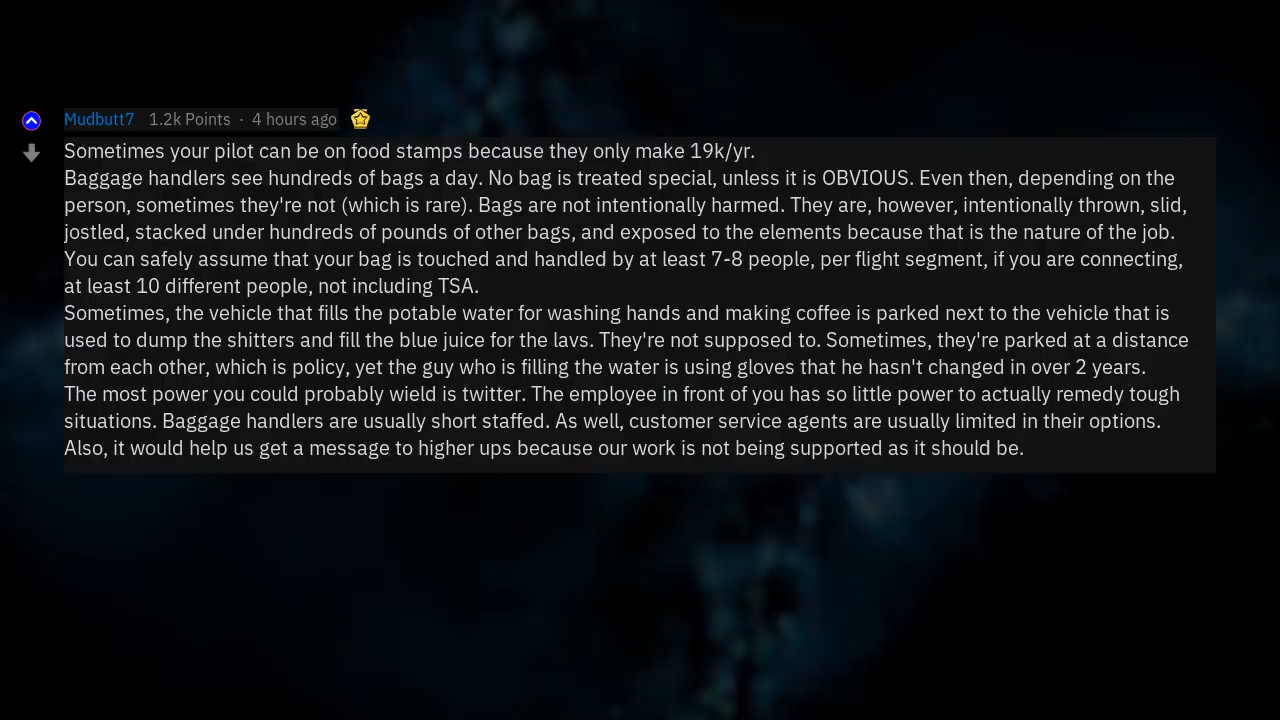 Mudbutt7 1.2k Points · 4 hours ago
Sometimes your pilot can be on food stamps because they only make 19k/yr.
Baggage handlers see hundreds of bags a day. No bag is treated special, unless it is OBVIOUS. Even then, depending on the
person, sometimes they're not (which is rare). Bags are not intentionally harmed. They are, however, intentionally thrown, slid,
jostled, stacked under hundreds of pounds of other bags, and exposed to the elements because that is the nature of the job.
You can safely assume that your bag is touched and handled by at least 7-8 people, per flight segment, if you are connecting,
at least 10 different people, not including TSA.
Sometimes, the vehicle that fills the potable water for washing hands and making coffee is parked next to the vehicle that is
used to dump the shitters and fill the blue juice for the lavs. They're not supposed to. Sometimes, they're parked at a distance
from each other, which is policy, yet the guy who is filling the water is using gloves that he hasn't changed in over 2 years.
The most power you could probably wield is twitter. The employee in front of you has so little power to actually remedy tough
situations. Baggage handlers are usually short staffed. As well, customer service agents are usually limited in their options.
Also, it would help us get a message to higher ups because our work is not being supported as it should be.